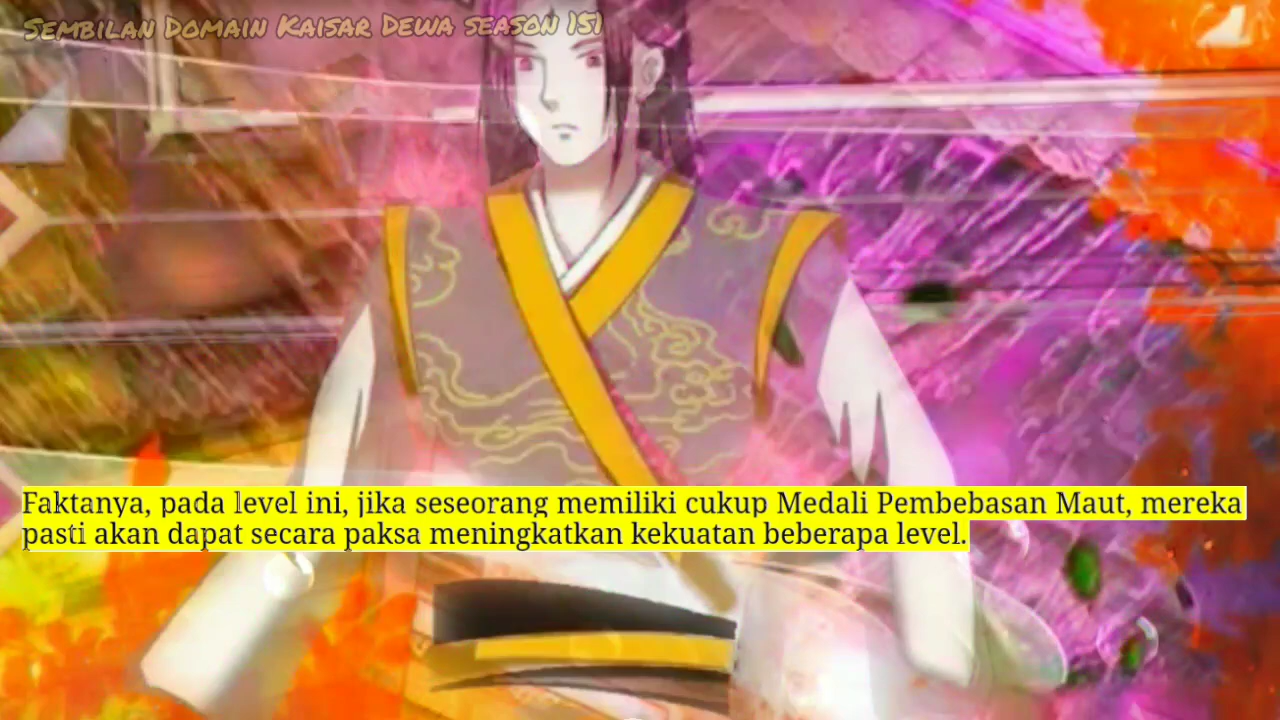 Sembilan Domain Kaisar Dewa season 151
Faktanya, pada level ini, jika seseorang memiliki cukup Medali Pembebasan Maut, mereka
pasti akan dapat secara paksa meningkatkan kekuatan beberapa level.